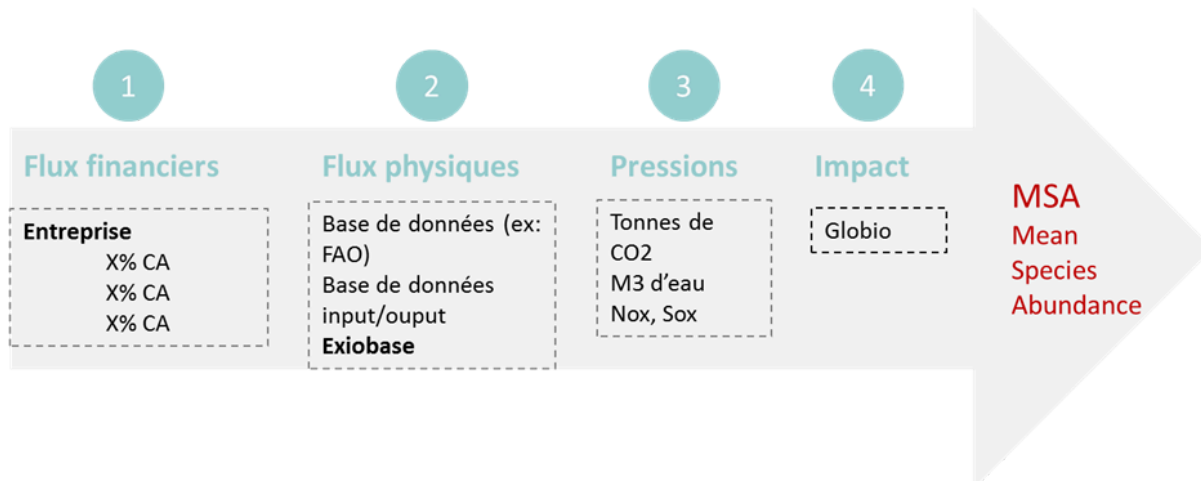 1
Flux financiers
Entreprise
X% CA
X% CA
X% CA
2
Flux physiques
Base de données (ex:
FAO)
Base de données
input/ouput
Exiobase
3
Pressions
Tonnes de
CO2
M3 d'eau
Nox, Sox
4
Impact
Globio
MSA
Mean
Species
Abundance